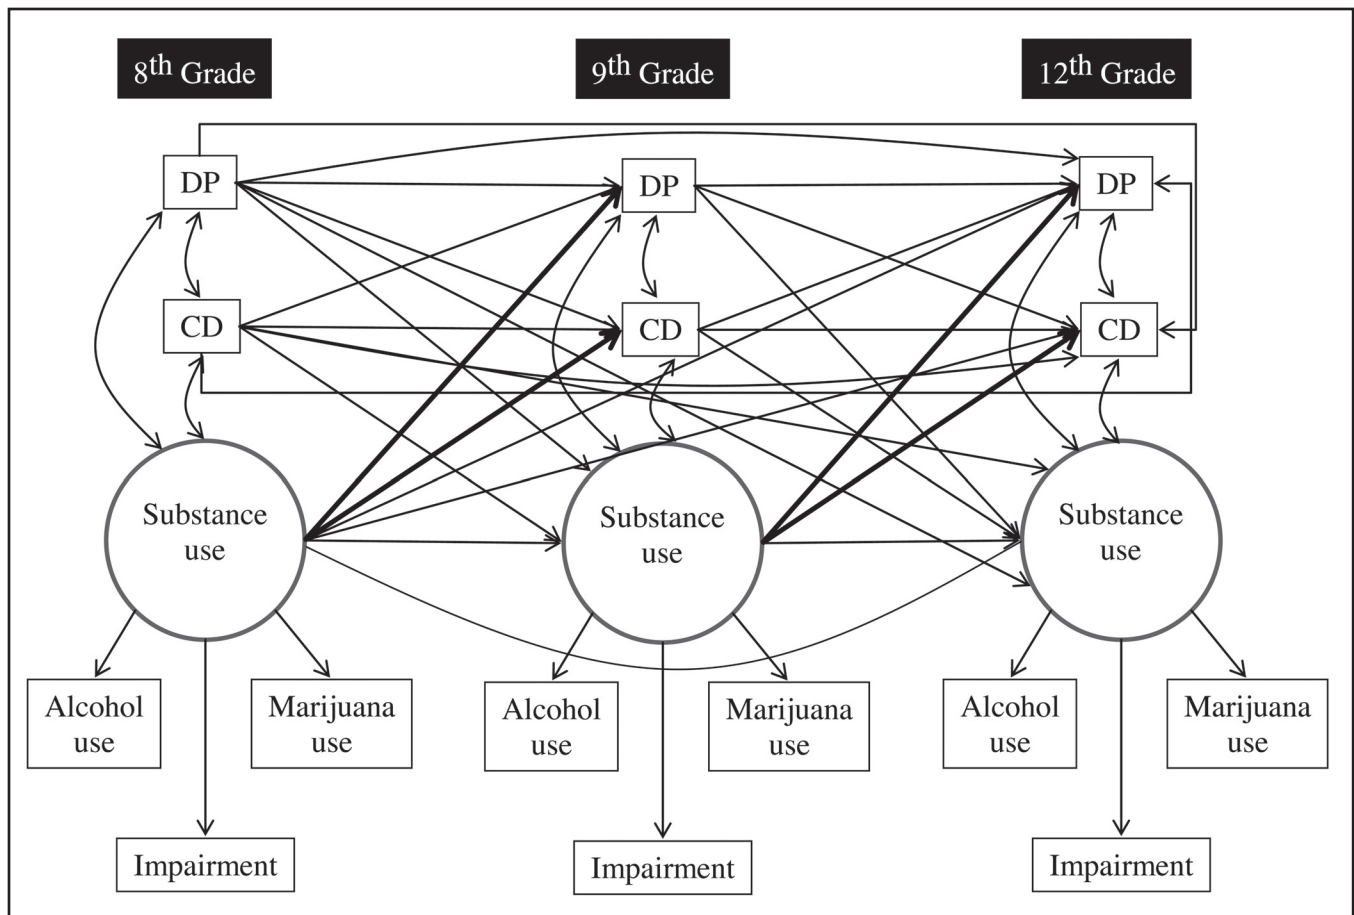 8th Grade
9th Grade
12th Grade
DP
DP
DP
CD
CD
CD
Substance
use
Substance
use
Substance
use
Alcohol
use
Marijuana
use
Alcohol
use
Marijuana
use
Alcohol
use
Marijuana
use
Impairment
Impairment
Impairment